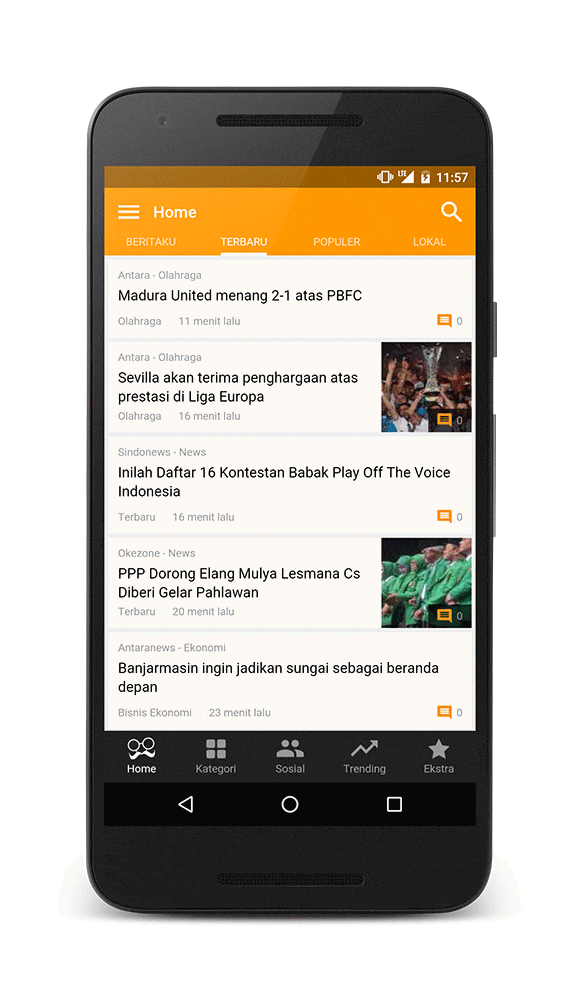 LTE 11:57
Home
BERITAKU TERBARU POPULER LOKAL
Antara - Olahraga
Madura United menang 2-1 atas PBFC
Olahraga 11 menit lalu 0
Antara - Olahraga
Sevilla akan terima penghargaan atas
prestasi di Liga Europa
Olahraga 16 menit lalu 0
Sindonews - News
Inilah Daftar 16 Kontestan Babak Play Off The Voice
Indonesia
Terbaru 16 menit lalu 0
Okezone - News
PPP Dorong Elang Mulya Lesmana Cs
Diberi Gelar Pahlawan
Terbaru 20 menit lalu 0
Antaranews - Ekonomi
Banjarmasin ingin jadikan sungai sebagai beranda
depan
Bisnis Ekonomi 23 menit lalu 0
Home Kategori Sosial Trending Ekstra